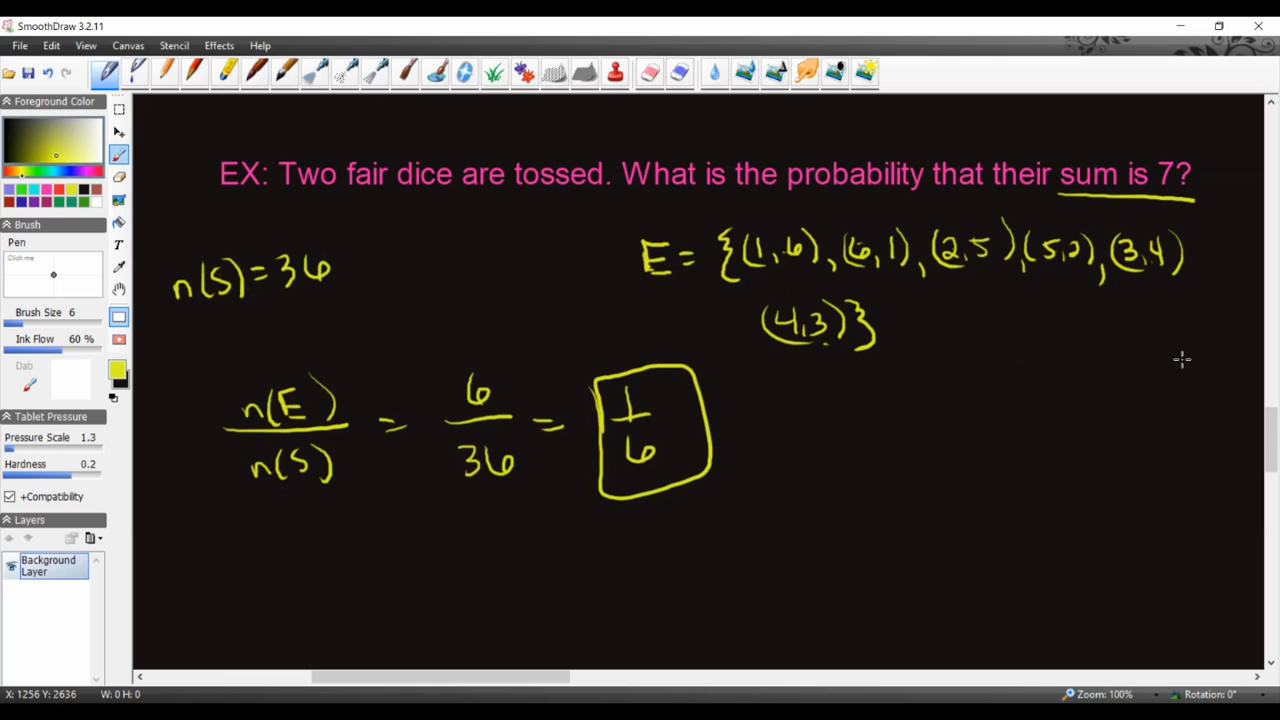 SmoothDraw 3.2.11
File Edit View Canvas Stencil Effects Help
Foreground Color
Brush
Pen
Click me
Brush Size 6
Ink Flow 60 %
Dab
Tablet Pressure
Pressure Scale 1.3
Hardness 0.2
+Compatibility
Layers
Background
Layer
EX: Two fair dice are tossed. What is the probability that their sum is 7?
n(S)=36
E = {(1,6),(6,1),(2,5),(5,2),(3,4)
(4,3)}
n(E)/n(S) = 6/36 = 1/6
X: 1256 Y: 2636 W: 0 H: 0 Zoom: 100% Rotation: 0°